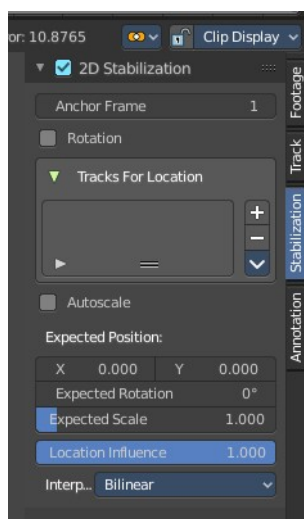 or: 10.8765 Clip Display
2D Stabilization
Anchor Frame 1
Rotation
Tracks For Location
Autoscale
Expected Position:
X 0.000 Y 0.000
Expected Rotation 0°
Expected Scale 1.000
Location Influence 1.000
Interp... Bilinear
Footage
Track
Stabilization
Annotation